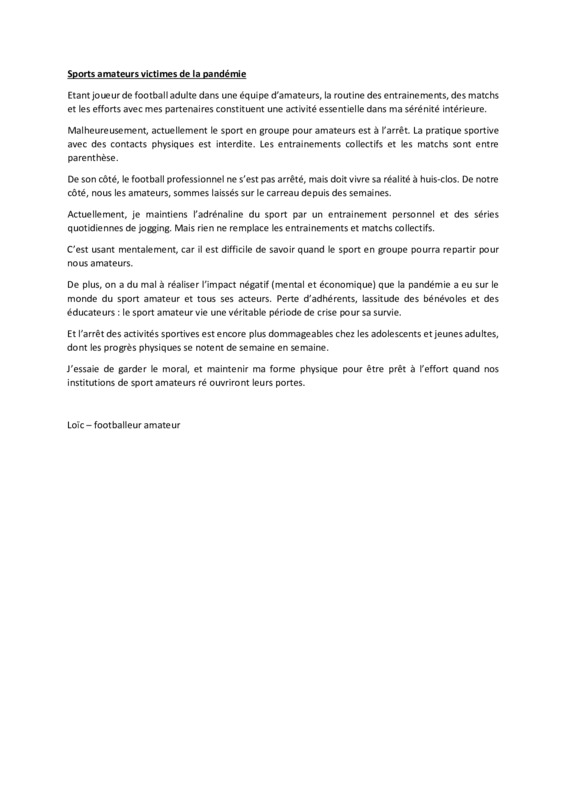 Sports amateurs victimes de la pandémie
Etant joueur de football adulte dans une équipe d'amateurs, la routine des entrainements, des matchs
et les efforts avec mes partenaires constituent une activité essentielle dans ma sérénité intérieure.
Malheureusement, actuellement le sport en groupe pour amateurs est à l'arrêt. La pratique sportive
avec des contacts physiques est interdite. Les entrainements collectifs et les matchs sont entre
parenthèse.
De son côté, le football professionnel ne s'est pas arrêté, mais doit vivre sa réalité à huis-clos. De notre
côté, nous les amateurs, sommes laissés sur le carreau depuis des semaines.
Actuellement, je maintiens l'adrénaline du sport par un entrainement personnel et des séries
quotidiennes de jogging. Mais rien ne remplace les entrainements et matchs collectifs.
C'est usant mentalement, car il est difficile de savoir quand le sport en groupe pourra repartir pour
nous amateurs.
De plus, on a du mal à réaliser l'impact négatif (mental et économique) que la pandémie a eu sur le
monde du sport amateur et tous ses acteurs. Perte d'adhérents, lassitude des bénévoles et des
éducateurs : le sport amateur vie une véritable période de crise pour sa survie.
Et l'arrêt des activités sportives est encore plus dommageables chez les adolescents et jeunes adultes,
dont les progrès physiques se notent de semaine en semaine.
J'essaie de garder le moral, et maintenir ma forme physique pour être prêt à l'effort quand nos
institutions de sport amateurs ré ouvriront leurs portes.
Loïc – footballeur amateur